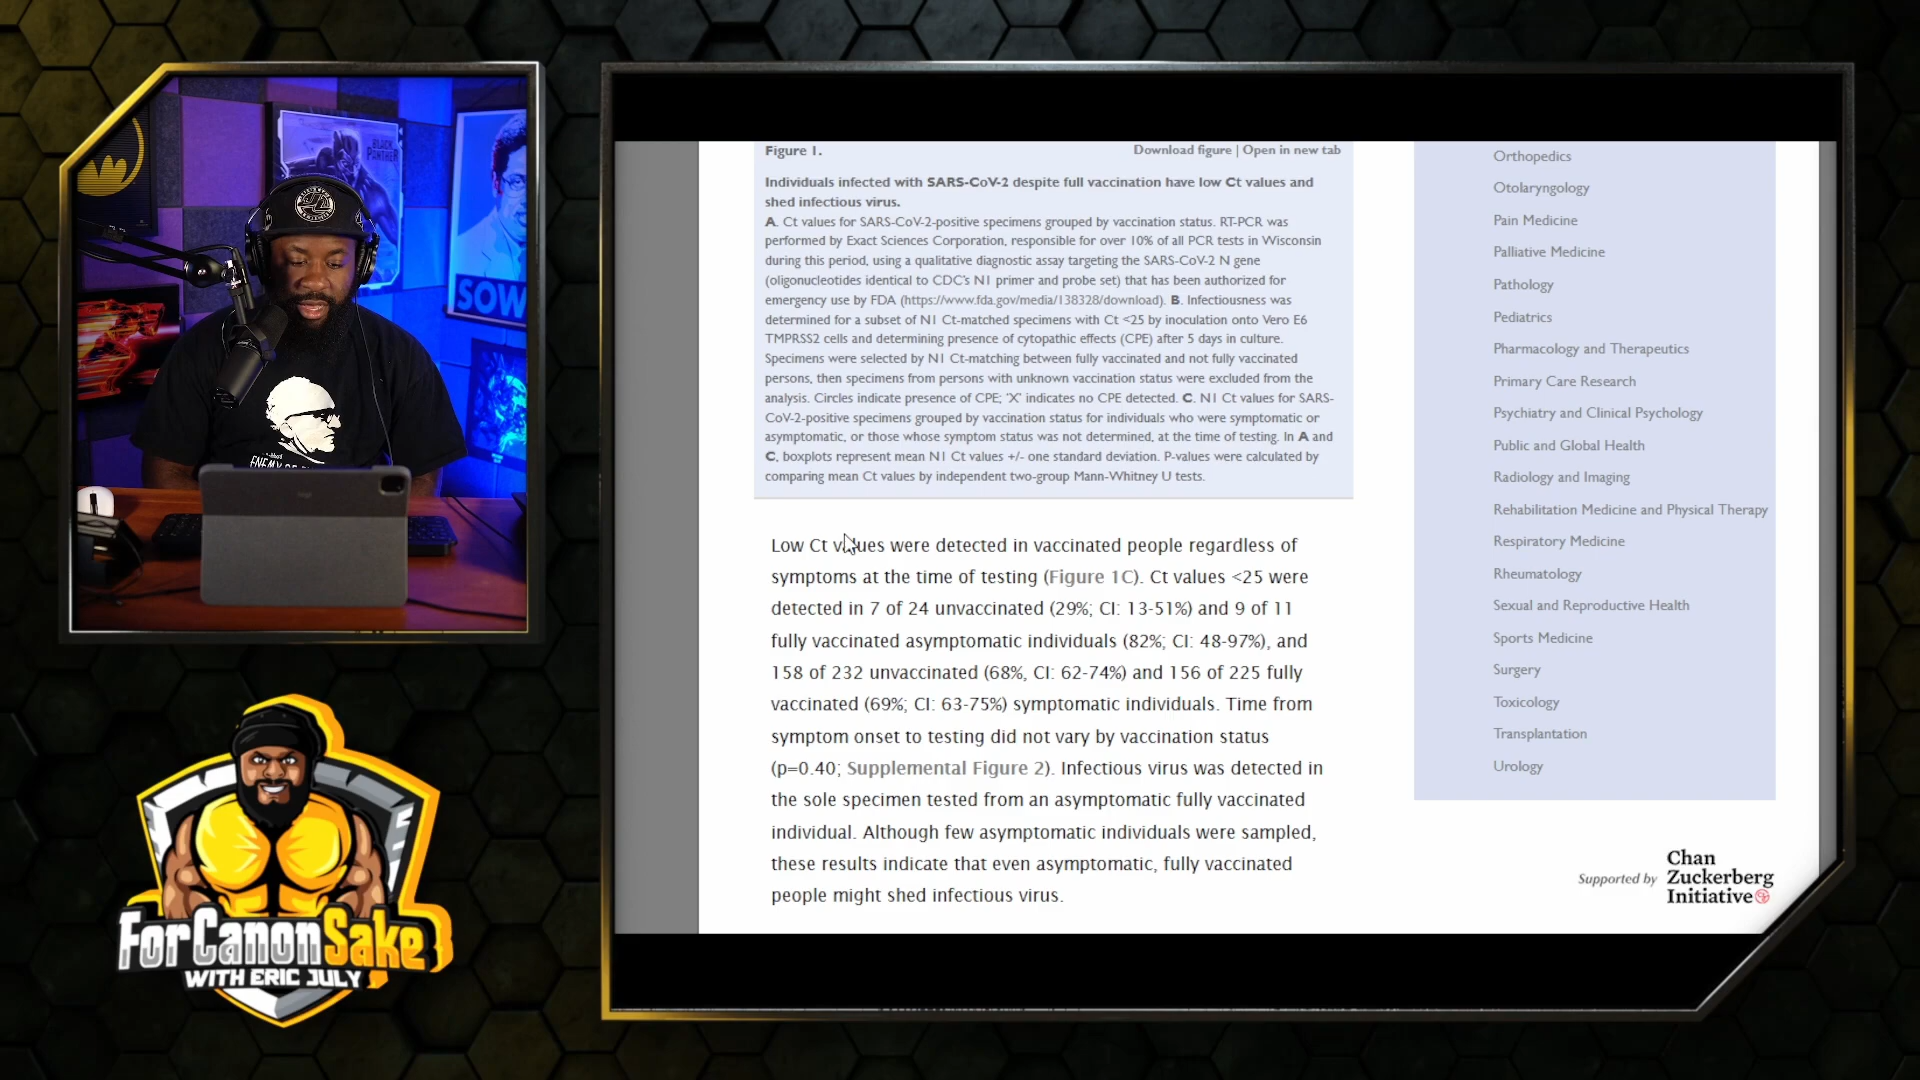 BLACK
PANTHER
SOW
ENEMY OF
ForCanonSake
WITH ERIC JULY
Figure 1.
Download figure | Open in new tab
Individuals infected with SARS-CoV-2 despite full vaccination have low Ct values and
shed infectious virus.
A. Ct values for SARS-CoV-2-positive specimens grouped by vaccination status. RT-PCR was
performed by Exact Sciences Corporation, responsible for over 10% of all PCR tests in Wisconsin
during this period, using a qualitative diagnostic assay targeting the SARS-CoV-2 N gene
(oligonucleotides identical to CDC's N1 primer and probe set) that has been authorized for
emergency use by FDA (https://www.fda.gov/media/138328/download). B. Infectiousness was
determined for a subset of N1 Ct-matched specimens with Ct <25 by inoculation onto Vero E6
TMPRSS2 cells and determining presence of cytopathic effects (CPE) after 5 days in culture.
Specimens were selected by N1 Ct-matching between fully vaccinated and not fully vaccinated
persons, then specimens from persons with unknown vaccination status were excluded from the
analysis. Circles indicate presence of CPE; 'X' indicates no CPE detected. C. N1 Ct values for SARS-
CoV-2-positive specimens grouped by vaccination status for individuals who were symptomatic or
asymptomatic, or those whose symptom status was not determined, at the time of testing. In A and
C, boxplots represent mean N1 Ct values +/- one standard deviation. P-values were calculated by
comparing mean Ct values by independent two-group Mann-Whitney U tests.
Low Ct values were detected in vaccinated people regardless of
symptoms at the time of testing (Figure 1C). Ct values <25 were
detected in 7 of 24 unvaccinated (29%; CI: 13-51%) and 9 of 11
fully vaccinated asymptomatic individuals (82%; CI: 48-97%), and
158 of 232 unvaccinated (68%, CI: 62-74%) and 156 of 225 fully
vaccinated (69%; CI: 63-75%) symptomatic individuals. Time from
symptom onset to testing did not vary by vaccination status
(p=0.40; Supplemental Figure 2). Infectious virus was detected in
the sole specimen tested from an asymptomatic fully vaccinated
individual. Although few asymptomatic individuals were sampled,
these results indicate that even asymptomatic, fully vaccinated
people might shed infectious virus.
Orthopedics
Otolaryngology
Pain Medicine
Palliative Medicine
Pathology
Pediatrics
Pharmacology and Therapeutics
Primary Care Research
Psychiatry and Clinical Psychology
Public and Global Health
Radiology and Imaging
Rehabilitation Medicine and Physical Therapy
Respiratory Medicine
Rheumatology
Sexual and Reproductive Health
Sports Medicine
Surgery
Toxicology
Transplantation
Urology
Supported by
Chan
Zuckerberg
Initiative